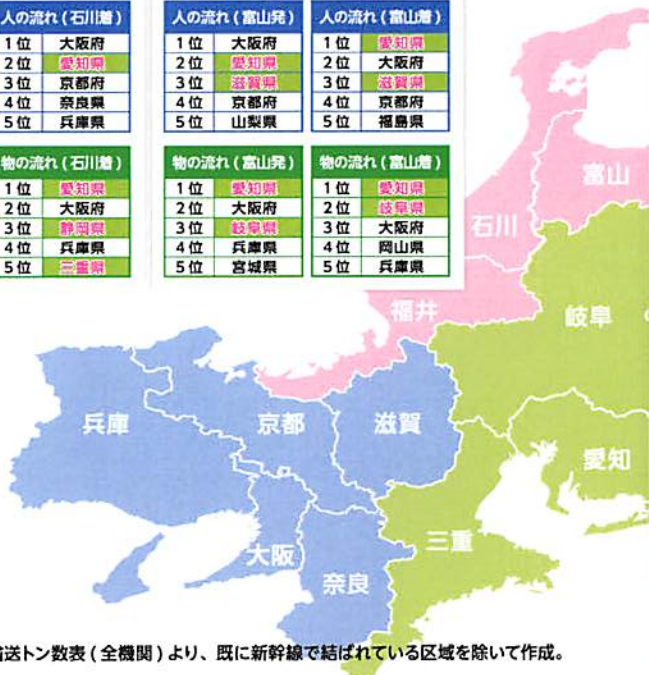 人の流れ(石川着)
1位 大阪府
2位 愛知県
3位 京都府
4位 奈良県
5位 兵庫県
人の流れ(富山発)
1位 大阪府
2位 愛知県
3位 滋賀県
4位 京都府
5位 山梨県
人の流れ(富山着)
1位 愛知県
2位 大阪府
3位 滋賀県
4位 京都府
5位 福島県
物の流れ(石川着)
1位 愛知県
2位 大阪府
3位 静岡県
4位 兵庫県
5位 三重県
物の流れ(富山発)
1位 愛知県
2位 大阪府
3位 岐阜県
4位 兵庫県
5位 宮城県
物の流れ(富山着)
1位 愛知県
2位 岐阜県
3位 大阪府
4位 岡山県
5位 兵庫県
富山
石川
福井
岐阜
兵庫
京都
滋賀
愛知
三重
大阪
奈良
送トン数表(全機関)より、既に新幹線で結ばれている区域を除いて作成。